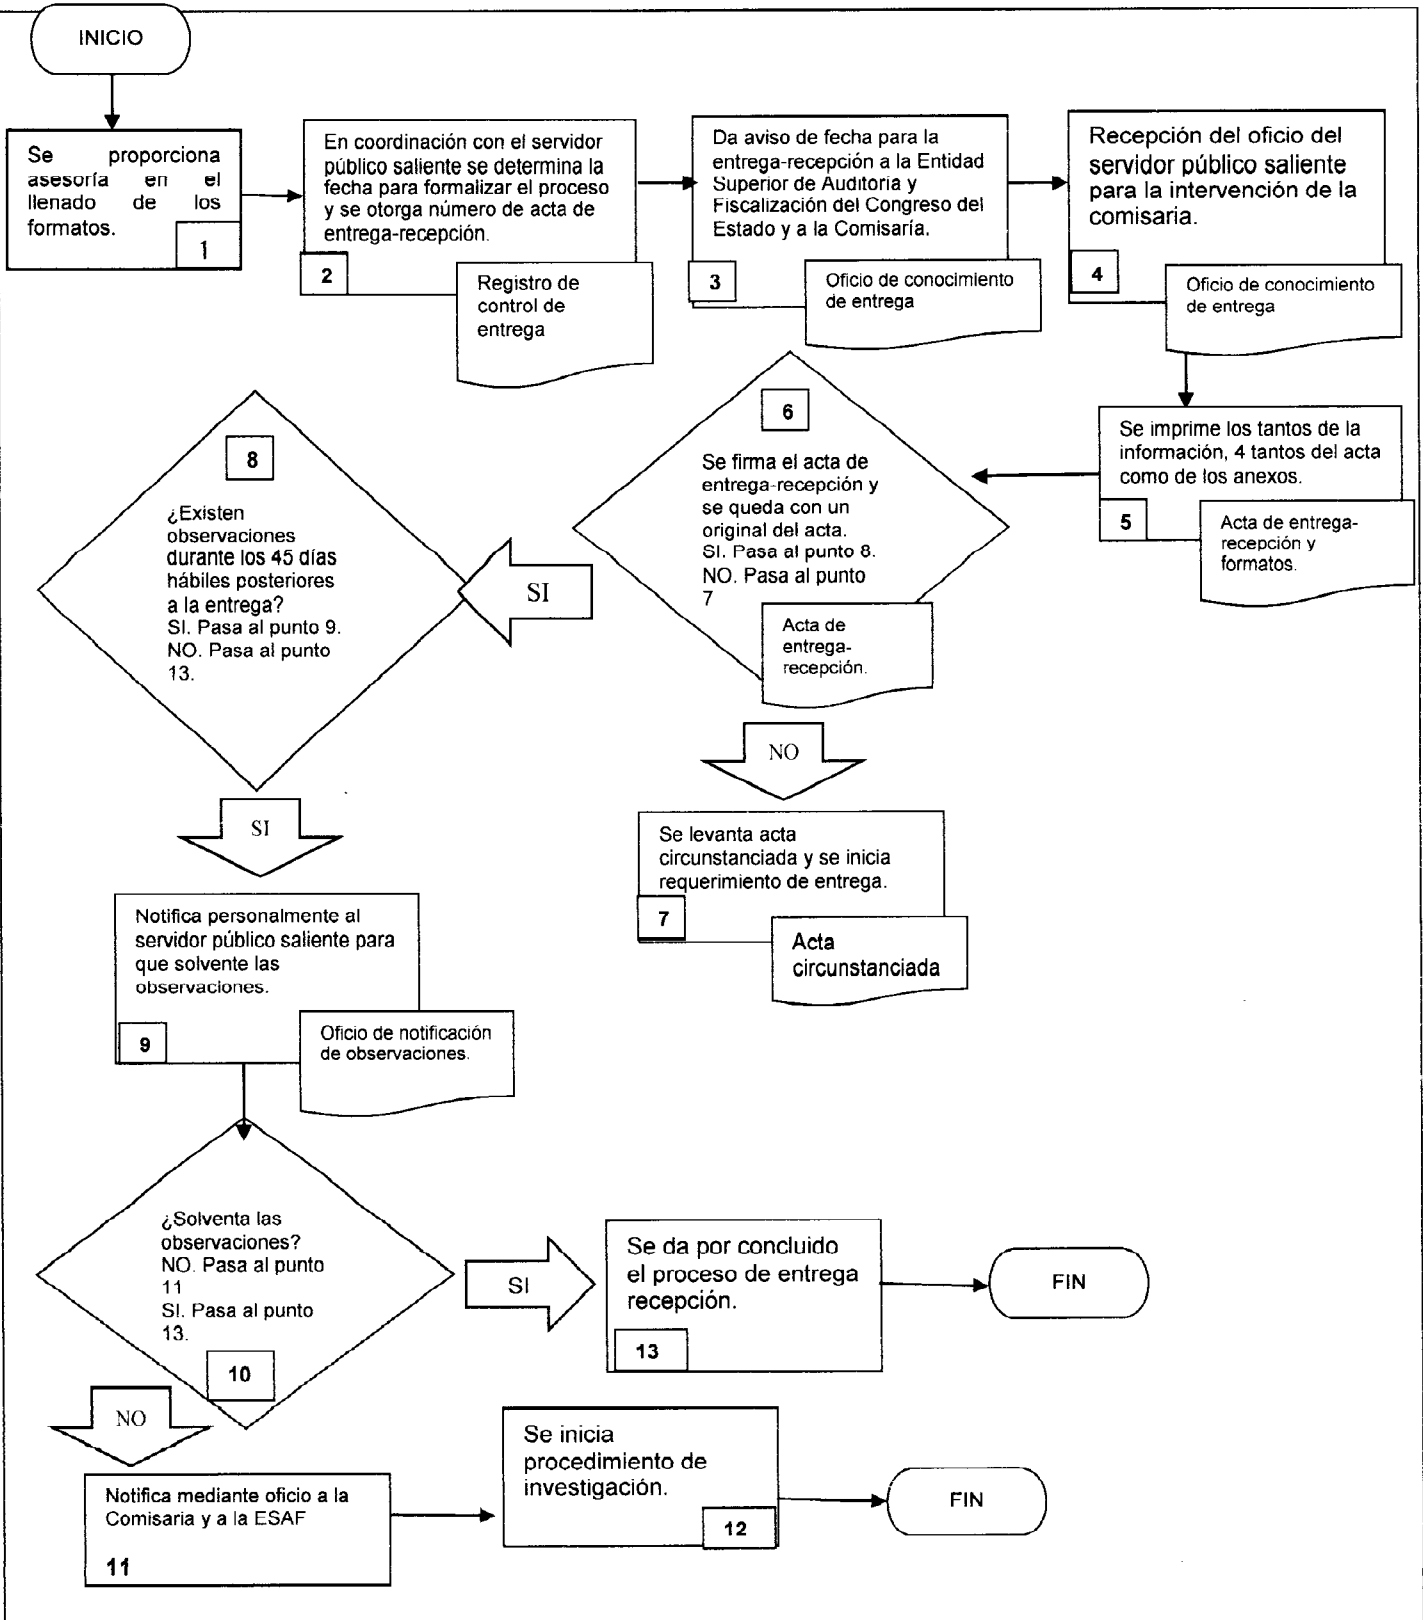 INICIO
Se proporciona
asesoría en el
llenado de los
formatos.
1
En coordinación con el servidor
público saliente se determina la
fecha para formalizar el proceso
y se otorga número de acta de
entrega-recepción.
2
Registro de
control de
entrega
Da aviso de fecha para la
entrega-recepción a la Entidad
Superior de Auditoria y
Fiscalización del Congreso del
Estado y a la Comisaría.
3
Oficio de conocimiento
de entrega
Recepción del oficio del
servidor público saliente
para la intervención de la
comisaria.
4
Oficio de conocimiento
de entrega
Se imprime los tantos de la
información, 4 tantos del acta
como de los anexos.
5
Acta de entrega-
recepción y
formatos.
6
Se firma el acta de
entrega-recepción y
se queda con un
original del acta.
SI. Pasa al punto 8.
NO. Pasa al punto
7
Acta de
entrega-
recepción.
SI
NO
Se levanta acta
circunstanciada y se inicia
requerimiento de entrega.
7
Acta
circunstanciada
8
¿Existen
observaciones
durante los 45 días
hábiles posteriores
a la entrega?
SI. Pasa al punto 9.
NO. Pasa al punto
13.
SI
Notifica personalmente al
servidor público saliente para
que solvente las
observaciones.
9
Oficio de notificación
de observaciones.
¿Solventa las
observaciones?
NO. Pasa al punto
11
SI. Pasa al punto
13.
10
SI
Se da por concluido
el proceso de entrega
recepción.
13
FIN
NO
Notifica mediante oficio a la
Comisaria y a la ESAF
11
Se inicia
procedimiento de
investigación.
12
FIN